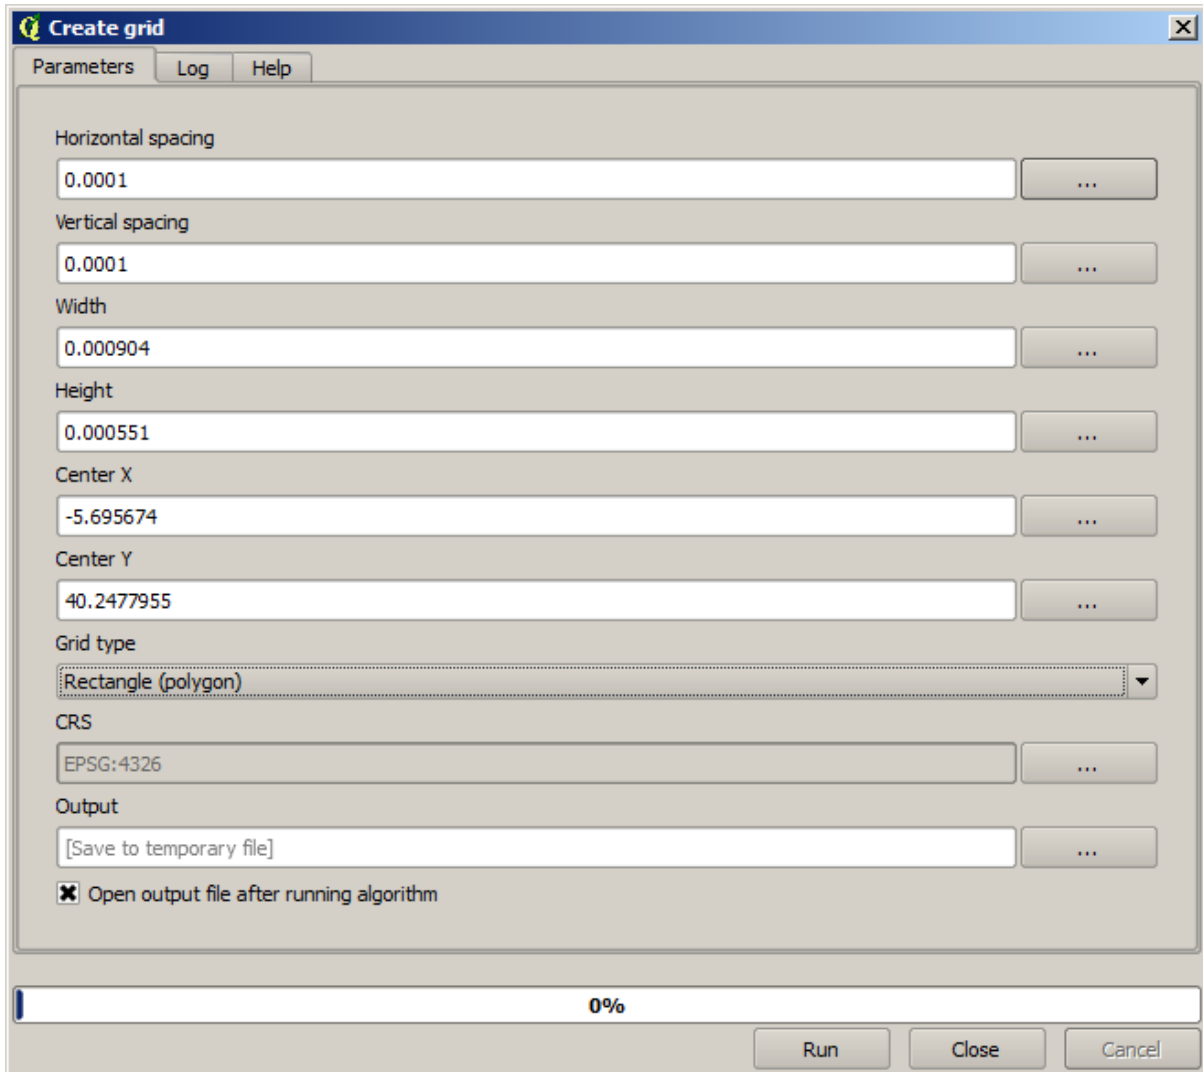 Create grid
Parameters Log Help
Horizontal spacing
0.0001 ...
Vertical spacing
0.0001 ...
Width
0.000904 ...
Height
0.000551 ...
Center X
-5.695674 ...
Center Y
40.2477955 ...
Grid type
Rectangle (polygon)
CRS
EPSG:4326 ...
Output
[Save to temporary file] ...
Open output file after running algorithm
0%
Run Close Cancel